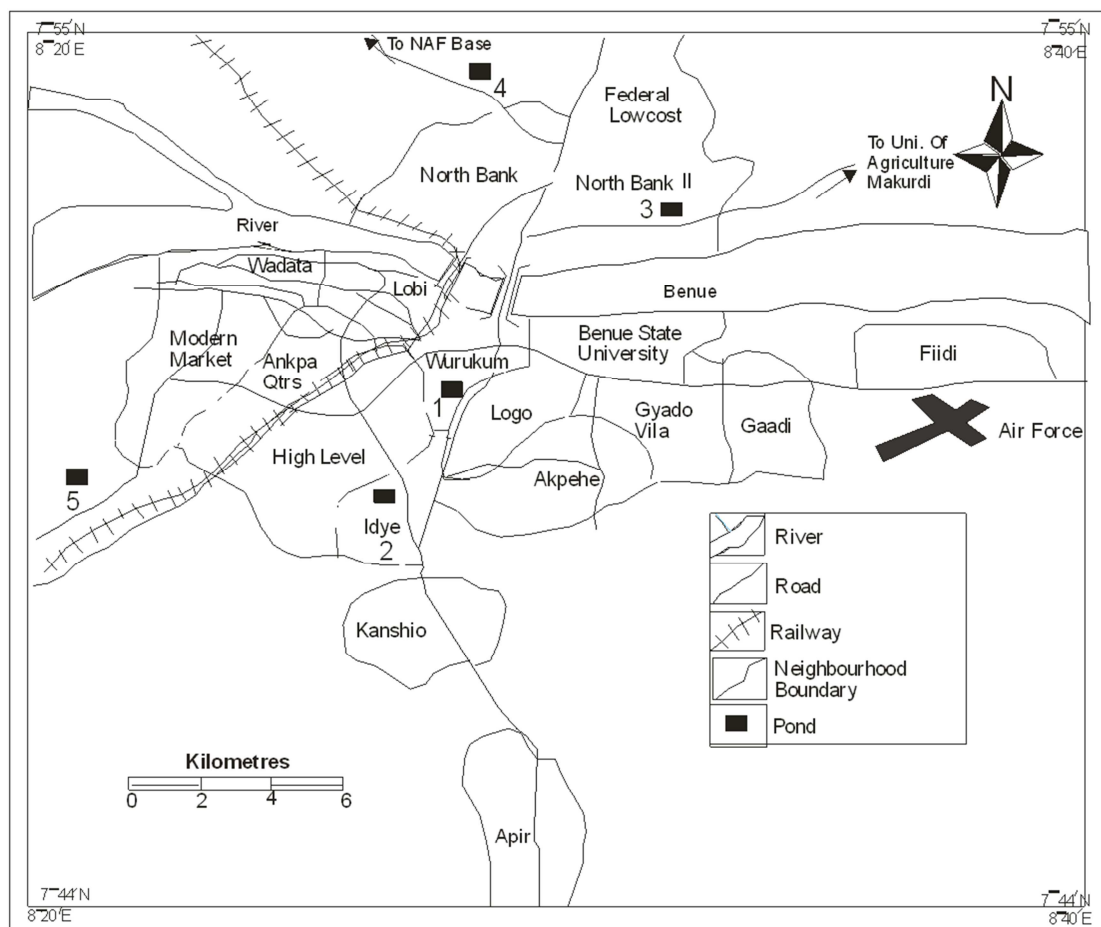 7‾55′N
8‾20′E
7‾55′N
8‾40′E
To NAF Base
4
Federal
Lowcost
N
To Uni. Of
Agriculture
Makurdi
North Bank
North Bank II
3
River
Wadata
Lobi
Benue
Modern
Market
Ankpa
Qtrs
Wurukum
1
Benue State
University
Fiidi
Logo
Gyado
Vila
Gaadi
Air Force
High Level
Akpehe
5
Idye
2
River
Road
Railway
Neighbourhood
Boundary
Pond
Kanshio
Kilometres
0 2 4 6
Apir
7‾44′N
8‾20′E
7‾44′N
8‾40′E